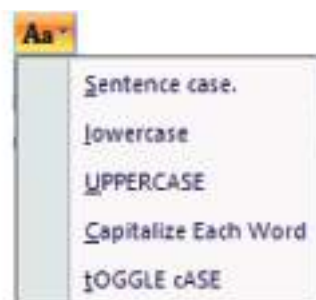 Aa
Sentence case.
lowercase
UPPERCASE
Capitalize Each Word
tOGGLE cASE